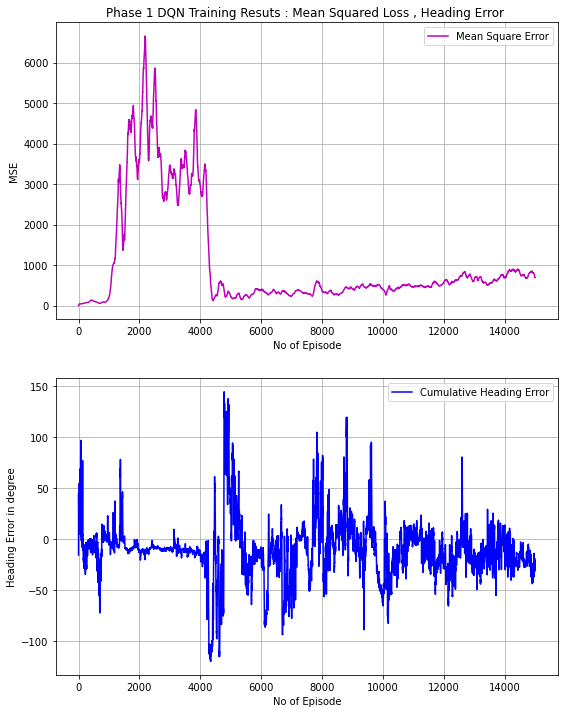 Phase 1 DQN Training Resuts : Mean Squared Loss , Heading Error
Mean Square Error
MSE
6000
5000
4000
3000
2000
1000
0
0 2000 4000 6000 8000 10000 12000 14000
No of Episode
Cumulative Heading Error
Heading Error in degree
150
100
50
0
−50
−100
0 2000 4000 6000 8000 10000 12000 14000
No of Episode